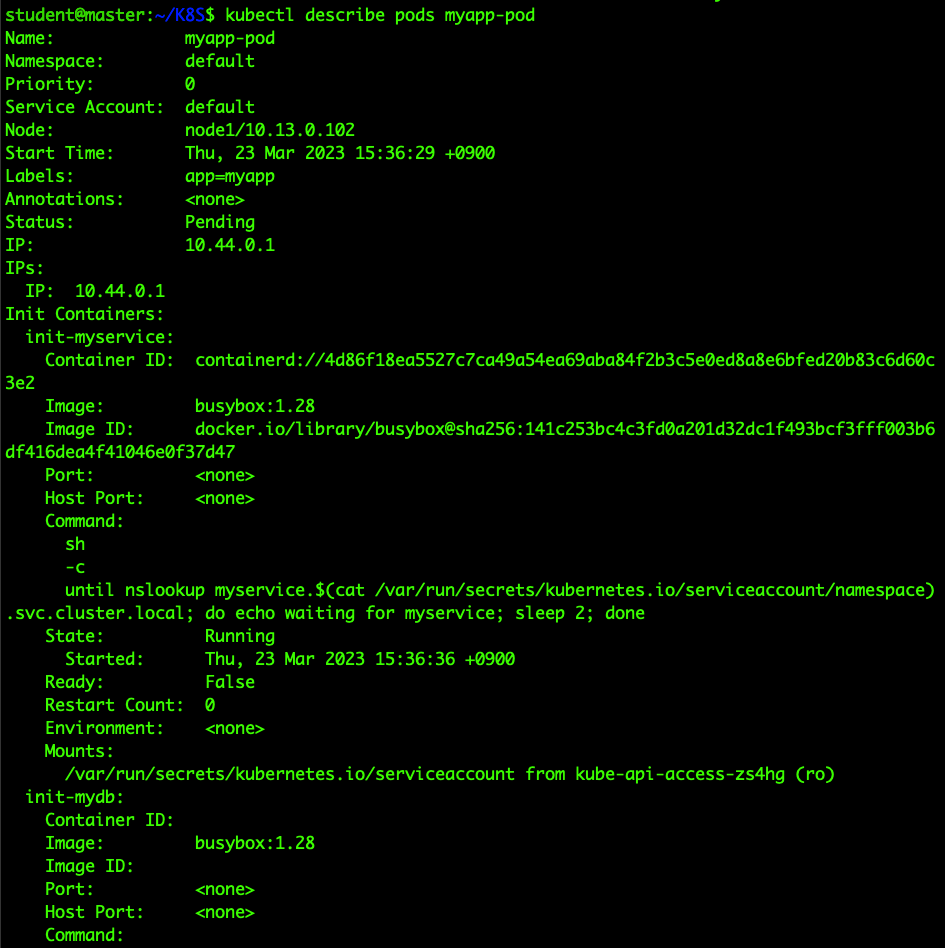 student@master:~/K8S$ kubectl describe pods myapp-pod
Name:             myapp-pod
Namespace:        default
Priority:         0
Service Account:  default
Node:             node1/10.13.0.102
Start Time:       Thu, 23 Mar 2023 15:36:29 +0900
Labels:           app=myapp
Annotations:      <none>
Status:           Pending
IP:               10.44.0.1
IPs:
  IP:  10.44.0.1
Init Containers:
  init-myservice:
    Container ID:  containerd://4d86f18ea5527c7ca49a54ea69aba84f2b3c5e0ed8a8e6bfed20b83c6d60c
3e2
    Image:         busybox:1.28
    Image ID:      docker.io/library/busybox@sha256:141c253bc4c3fd0a201d32dc1f493bcf3fff003b6
df416dea4f41046e0f37d47
    Port:          <none>
    Host Port:     <none>
    Command:
      sh
      -c
      until nslookup myservice.$(cat /var/run/secrets/kubernetes.io/serviceaccount/namespace)
.svc.cluster.local; do echo waiting for myservice; sleep 2; done
    State:          Running
      Started:      Thu, 23 Mar 2023 15:36:36 +0900
    Ready:          False
    Restart Count:  0
    Environment:    <none>
    Mounts:
      /var/run/secrets/kubernetes.io/serviceaccount from kube-api-access-zs4hg (ro)
  init-mydb:
    Container ID:
    Image:         busybox:1.28
    Image ID:
    Port:          <none>
    Host Port:     <none>
    Command: